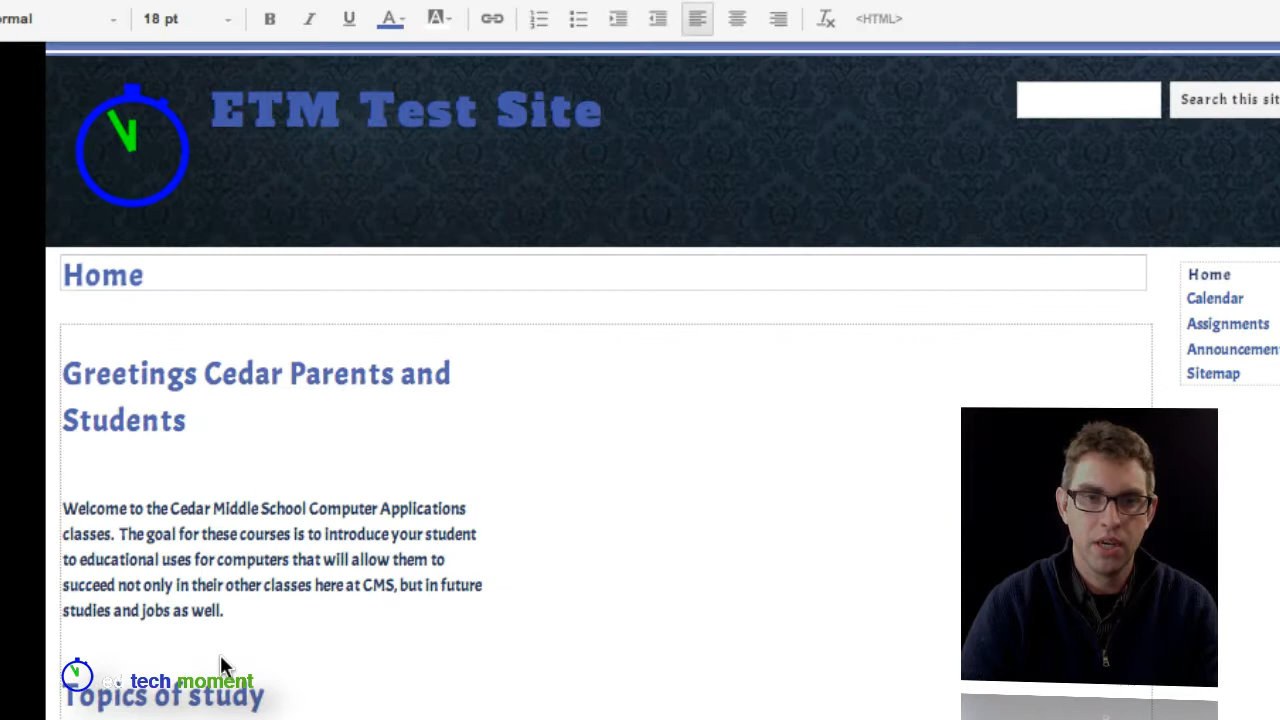 ormal 18 pt B I U A A <HTML>
ETM Test Site
Search this sit
Home
Home
Calendar
Assignments
Announcemen
Sitemap
Greetings Cedar Parents and
Students
Welcome to the Cedar Middle School Computer Applications
classes. The goal for these courses is to introduce your student
to educational uses for computers that will allow them to
succeed not only in their other classes here at CMS, but in future
studies and jobs as well.
ed tech moment
Topics of study